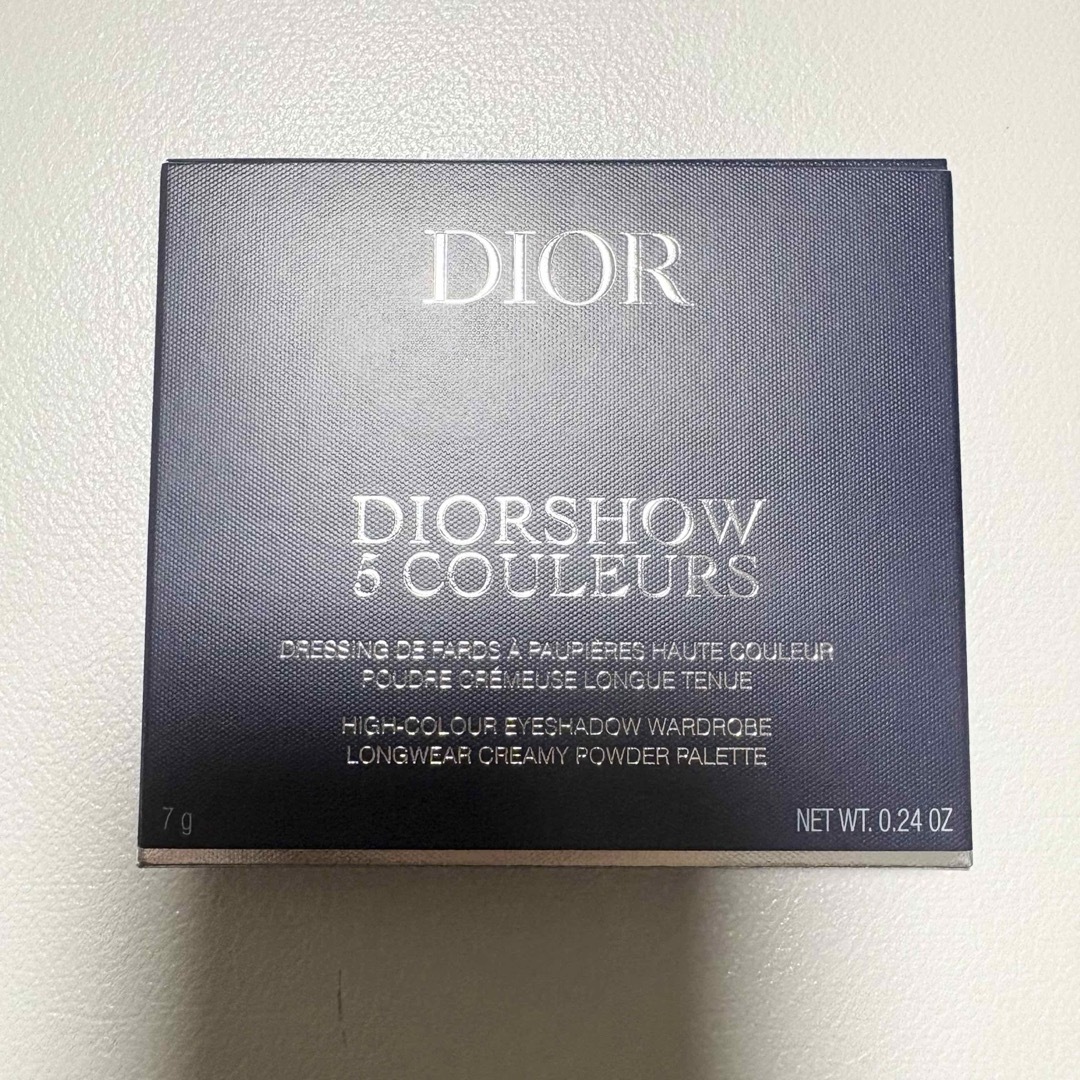 DIOR
DIORSHOW
5 COULEURS
DRESSING DE FARDS À PAUPIÈRES HAUTE COULEUR
POUDRE CRÉMEUSE LONGUE TENUE
HIGH-COLOUR EYESHADOW WARDROBE
LONGWEAR CREAMY POWDER PALETTE
7 g
NET WT. 0.24 OZ